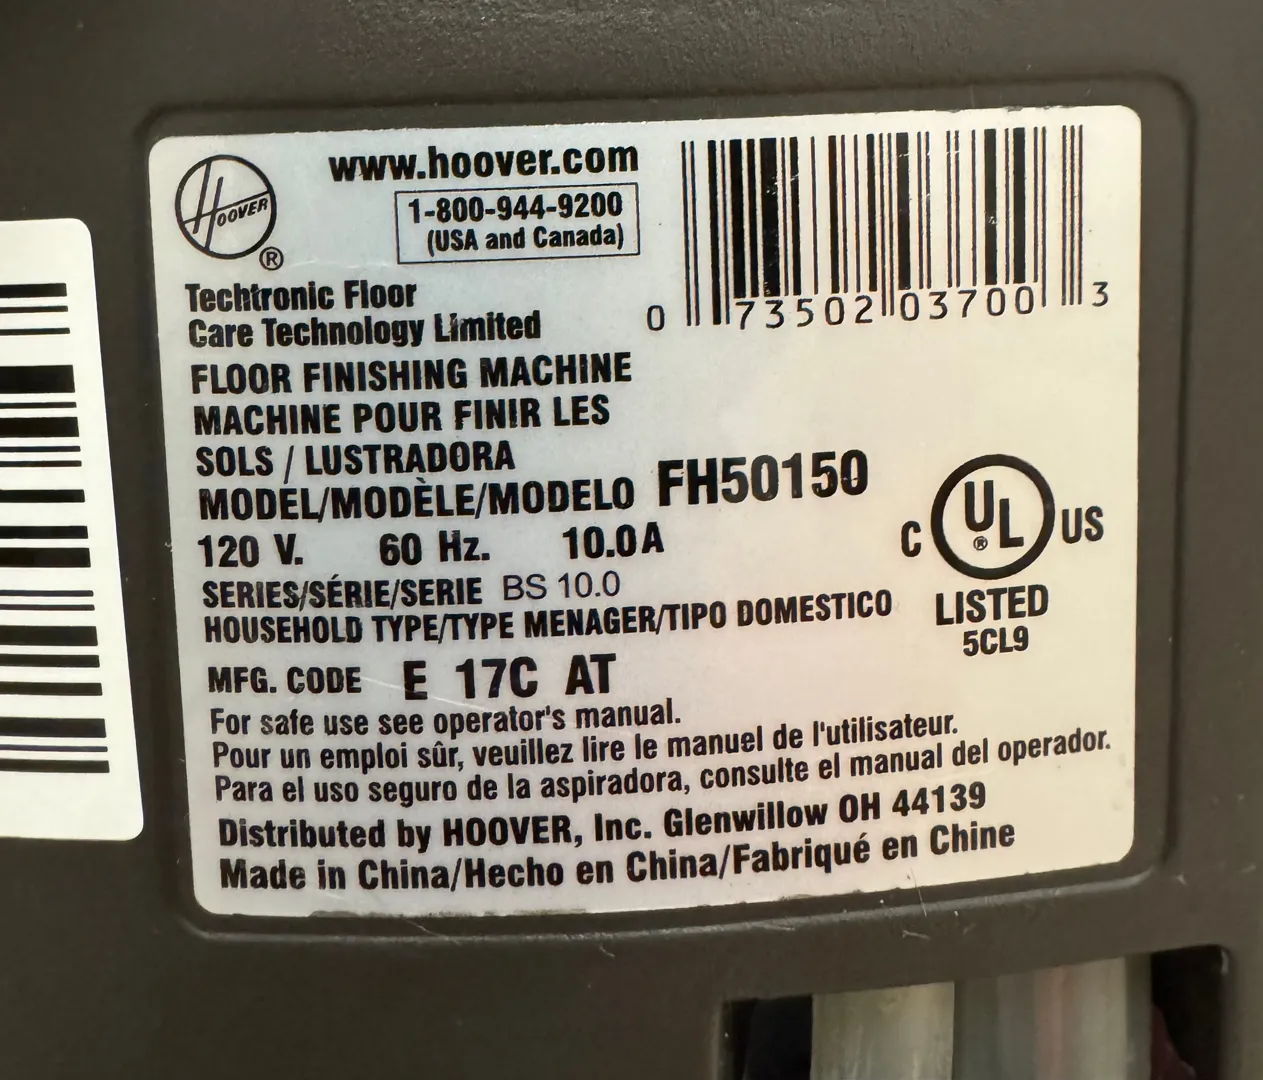 HOOVER
®
www.hoover.com
1-800-944-9200
(USA and Canada)
0 73502 03700 3
Techtronic Floor
Care Technology Limited
FLOOR FINISHING MACHINE
MACHINE POUR FINIR LES
SOLS / LUSTRADORA
MODEL/MODÈLE/MODELO FH50150
120 V. 60 Hz. 10.0A
SERIES/SÉRIE/SERIE BS 10.0
HOUSEHOLD TYPE/TYPE MENAGER/TIPO DOMESTICO
C UL® US
LISTED
5CL9
MFG. CODE E 17C AT
For safe use see operator's manual.
Pour un emploi sûr, veuillez lire le manuel de l'utilisateur.
Para el uso seguro de la aspiradora, consulte el manual del operador.
Distributed by HOOVER, Inc. Glenwillow OH 44139
Made in China/Hecho en China/Fabriqué en Chine